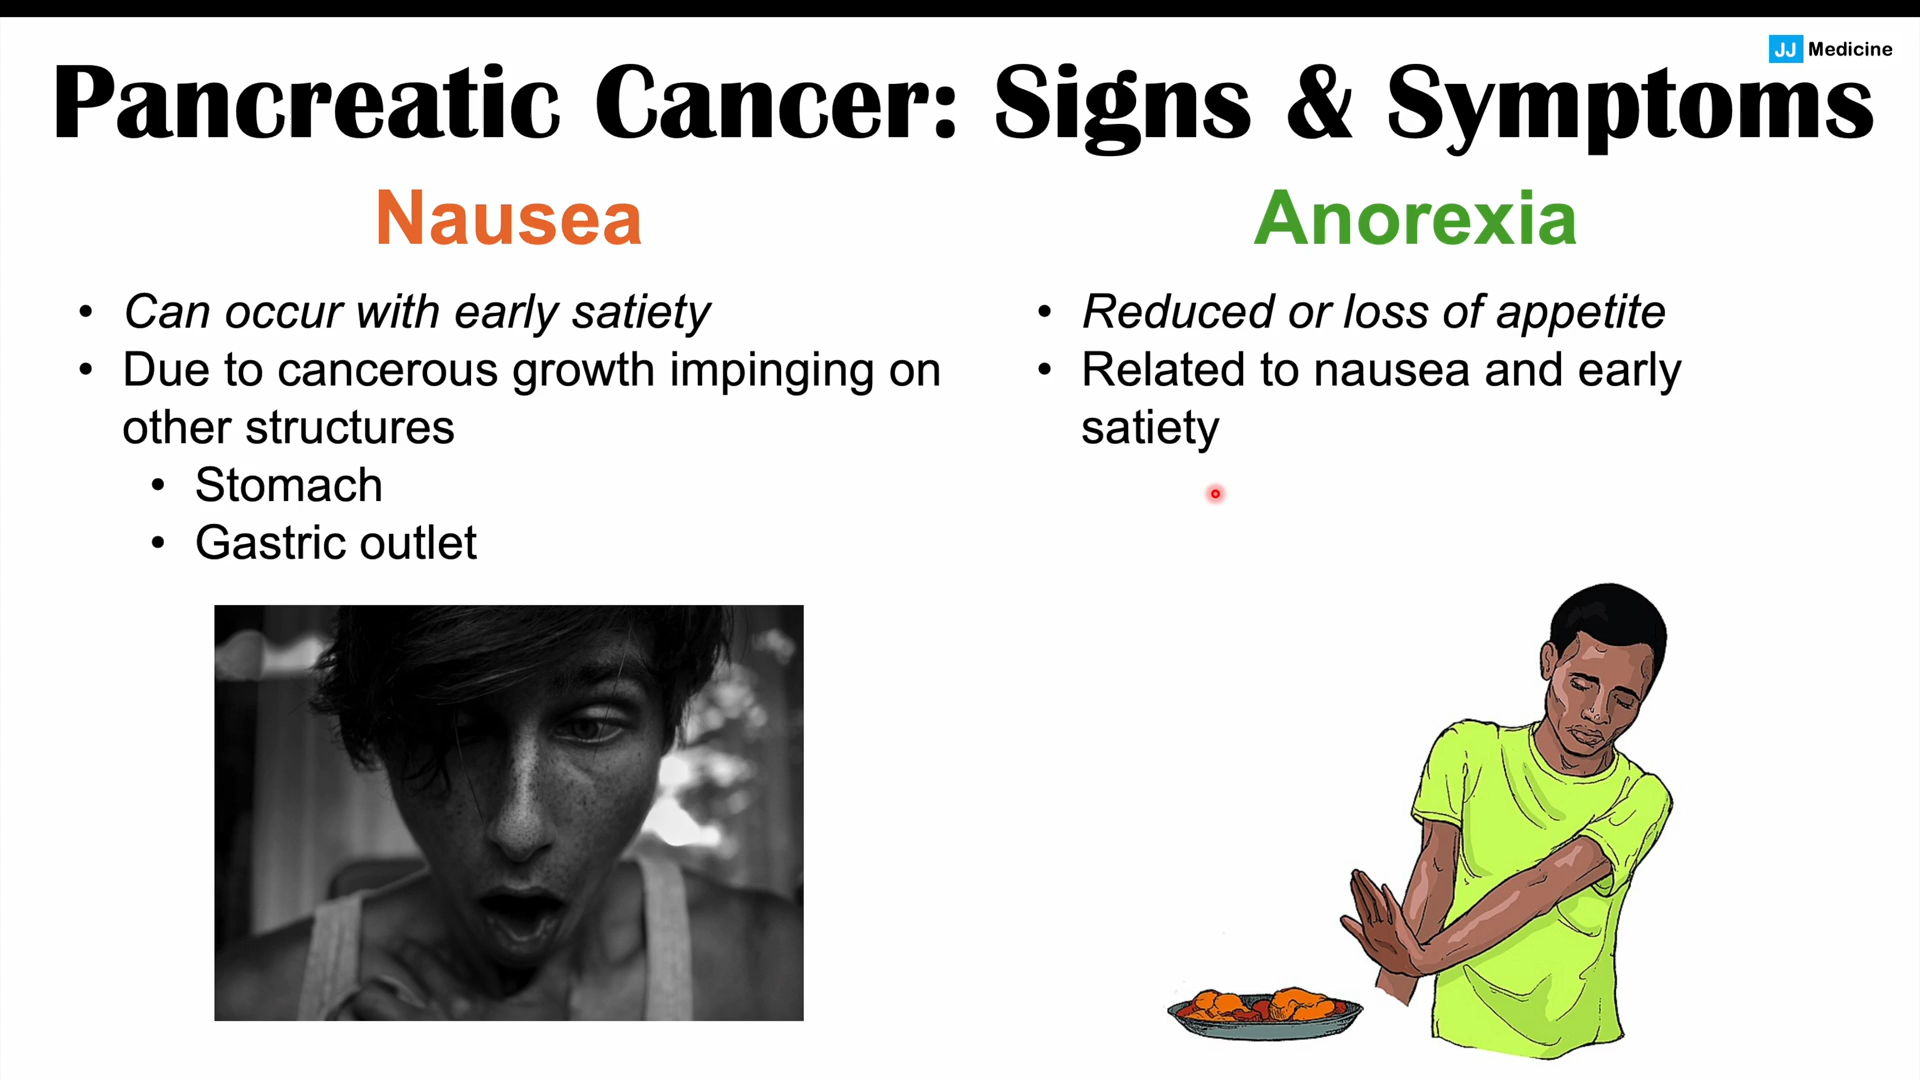 JJ Medicine
Pancreatic Cancer: Signs & Symptoms
Nausea
• Can occur with early satiety
• Due to cancerous growth impinging on
other structures
• Stomach
• Gastric outlet
Anorexia
• Reduced or loss of appetite
• Related to nausea and early
satiety